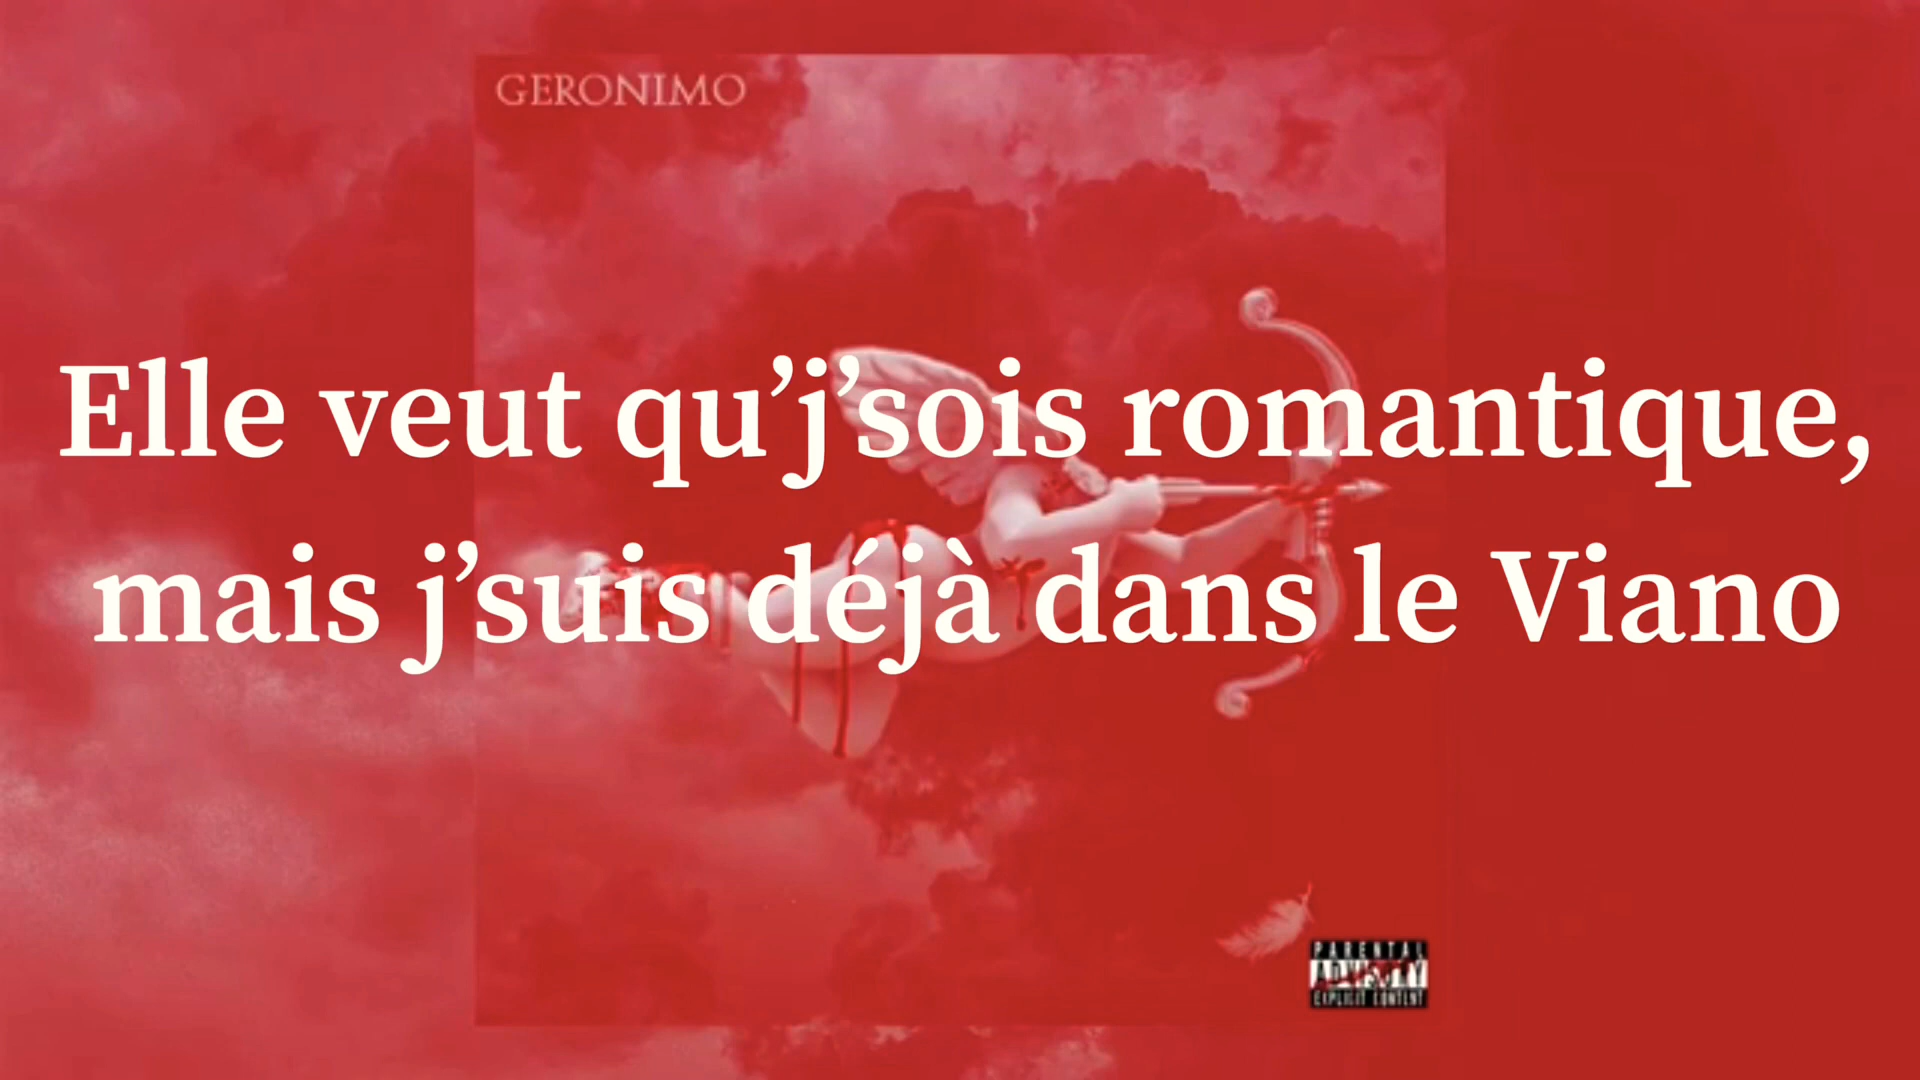 GERONIMO
Elle veut qu’j’sois romantique,
mais j’suis déjà dans le Viano
PARENTAL
ADVISORY
EXPLICIT CONTENT